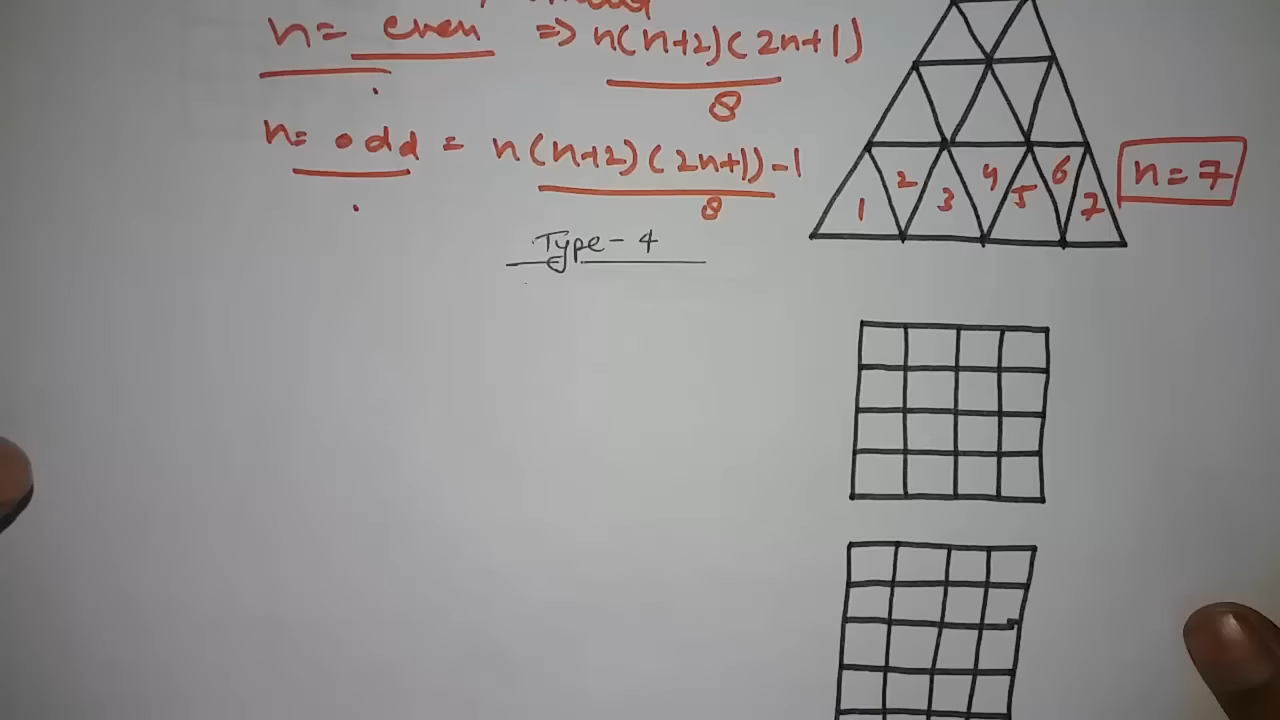 n = even => n(n+2)(2n+1)
8
n= odd = n(n+2)(2n+1)-1
8
1 2 3 4 5 6 7
n=7
Type-4